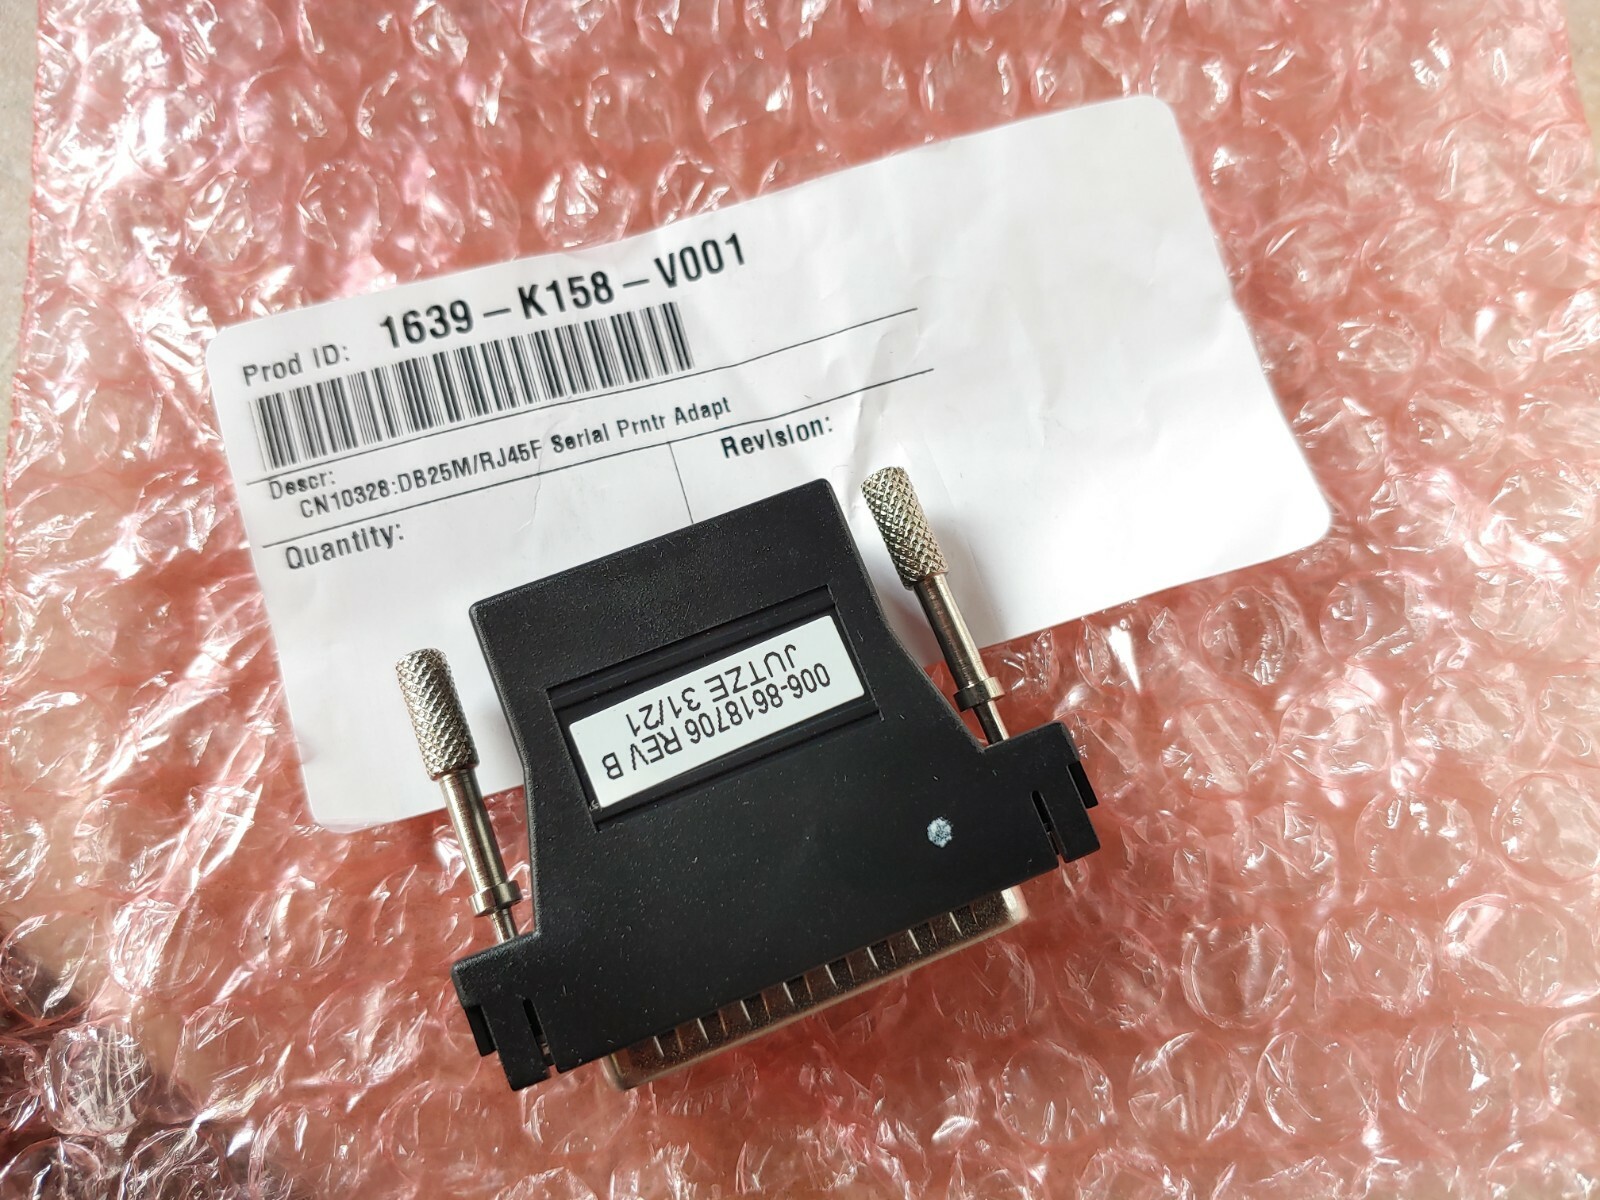 Prod ID: 1639-K158-V001
Descr:
CN10328:DB25M/RJ45F Serial Prntr Adapt
Quantity:
Revision:
006-8618706 REV B
JUTZE 31/21